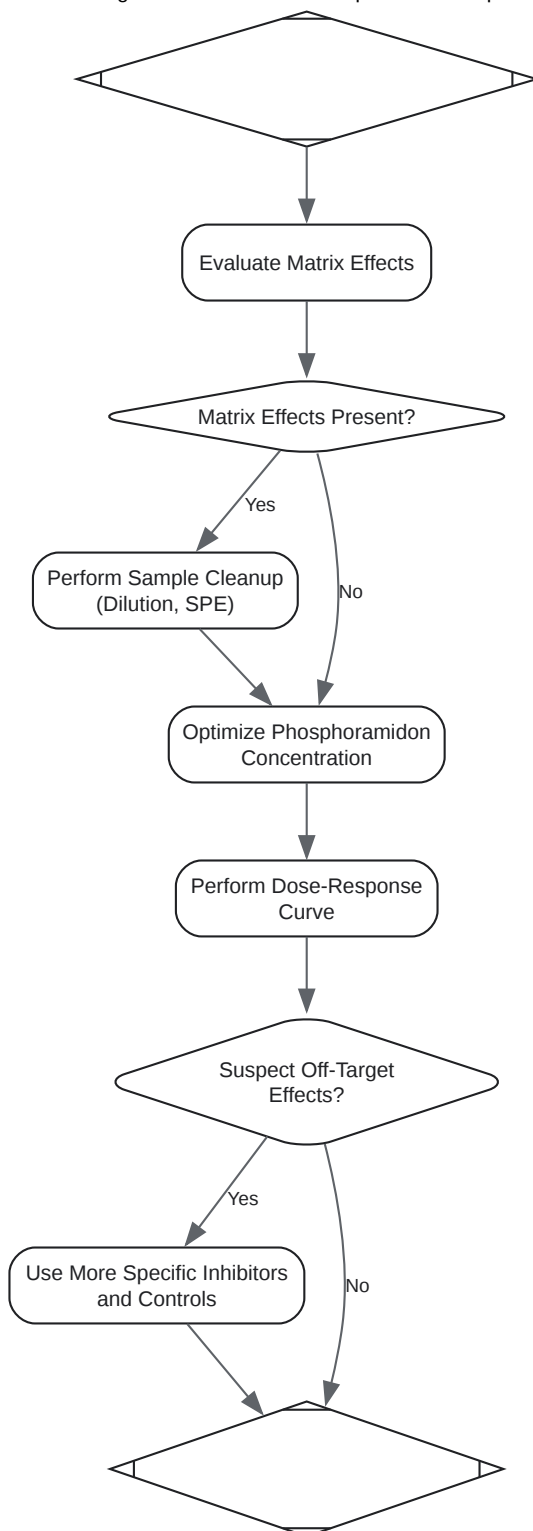 Evaluate Matrix Effects
Matrix Effects Present?
Yes
Perform Sample Cleanup
(Dilution, SPE)
No
Optimize Phosphoramidon
Concentration
Perform Dose-Response
Curve
Suspect Off-Target
Effects?
Yes
Use More Specific Inhibitors
and Controls
No